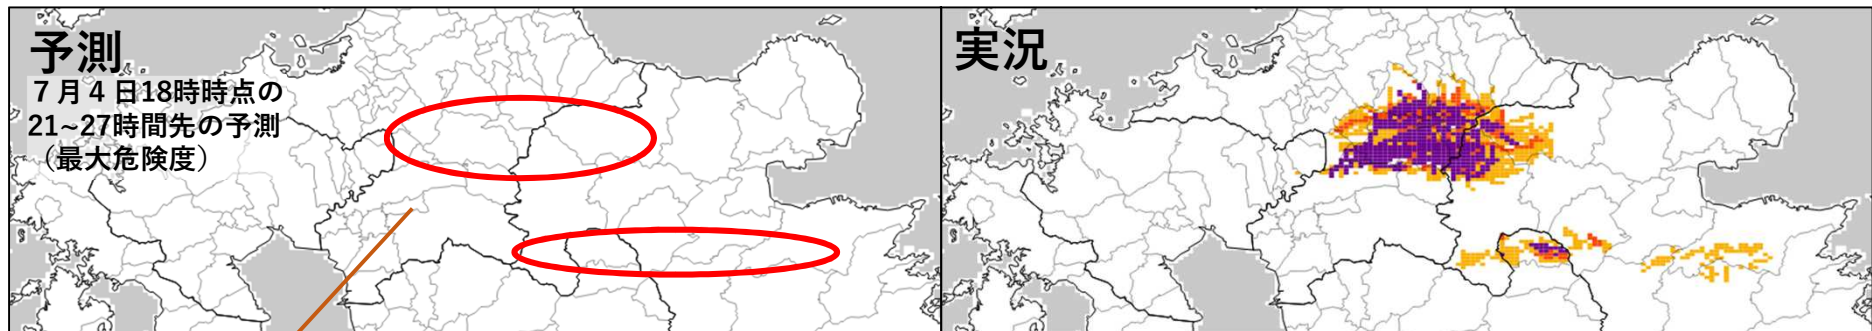 予測
７月４日18時時点の
21~27時間先の予測
（最大危険度）
実況